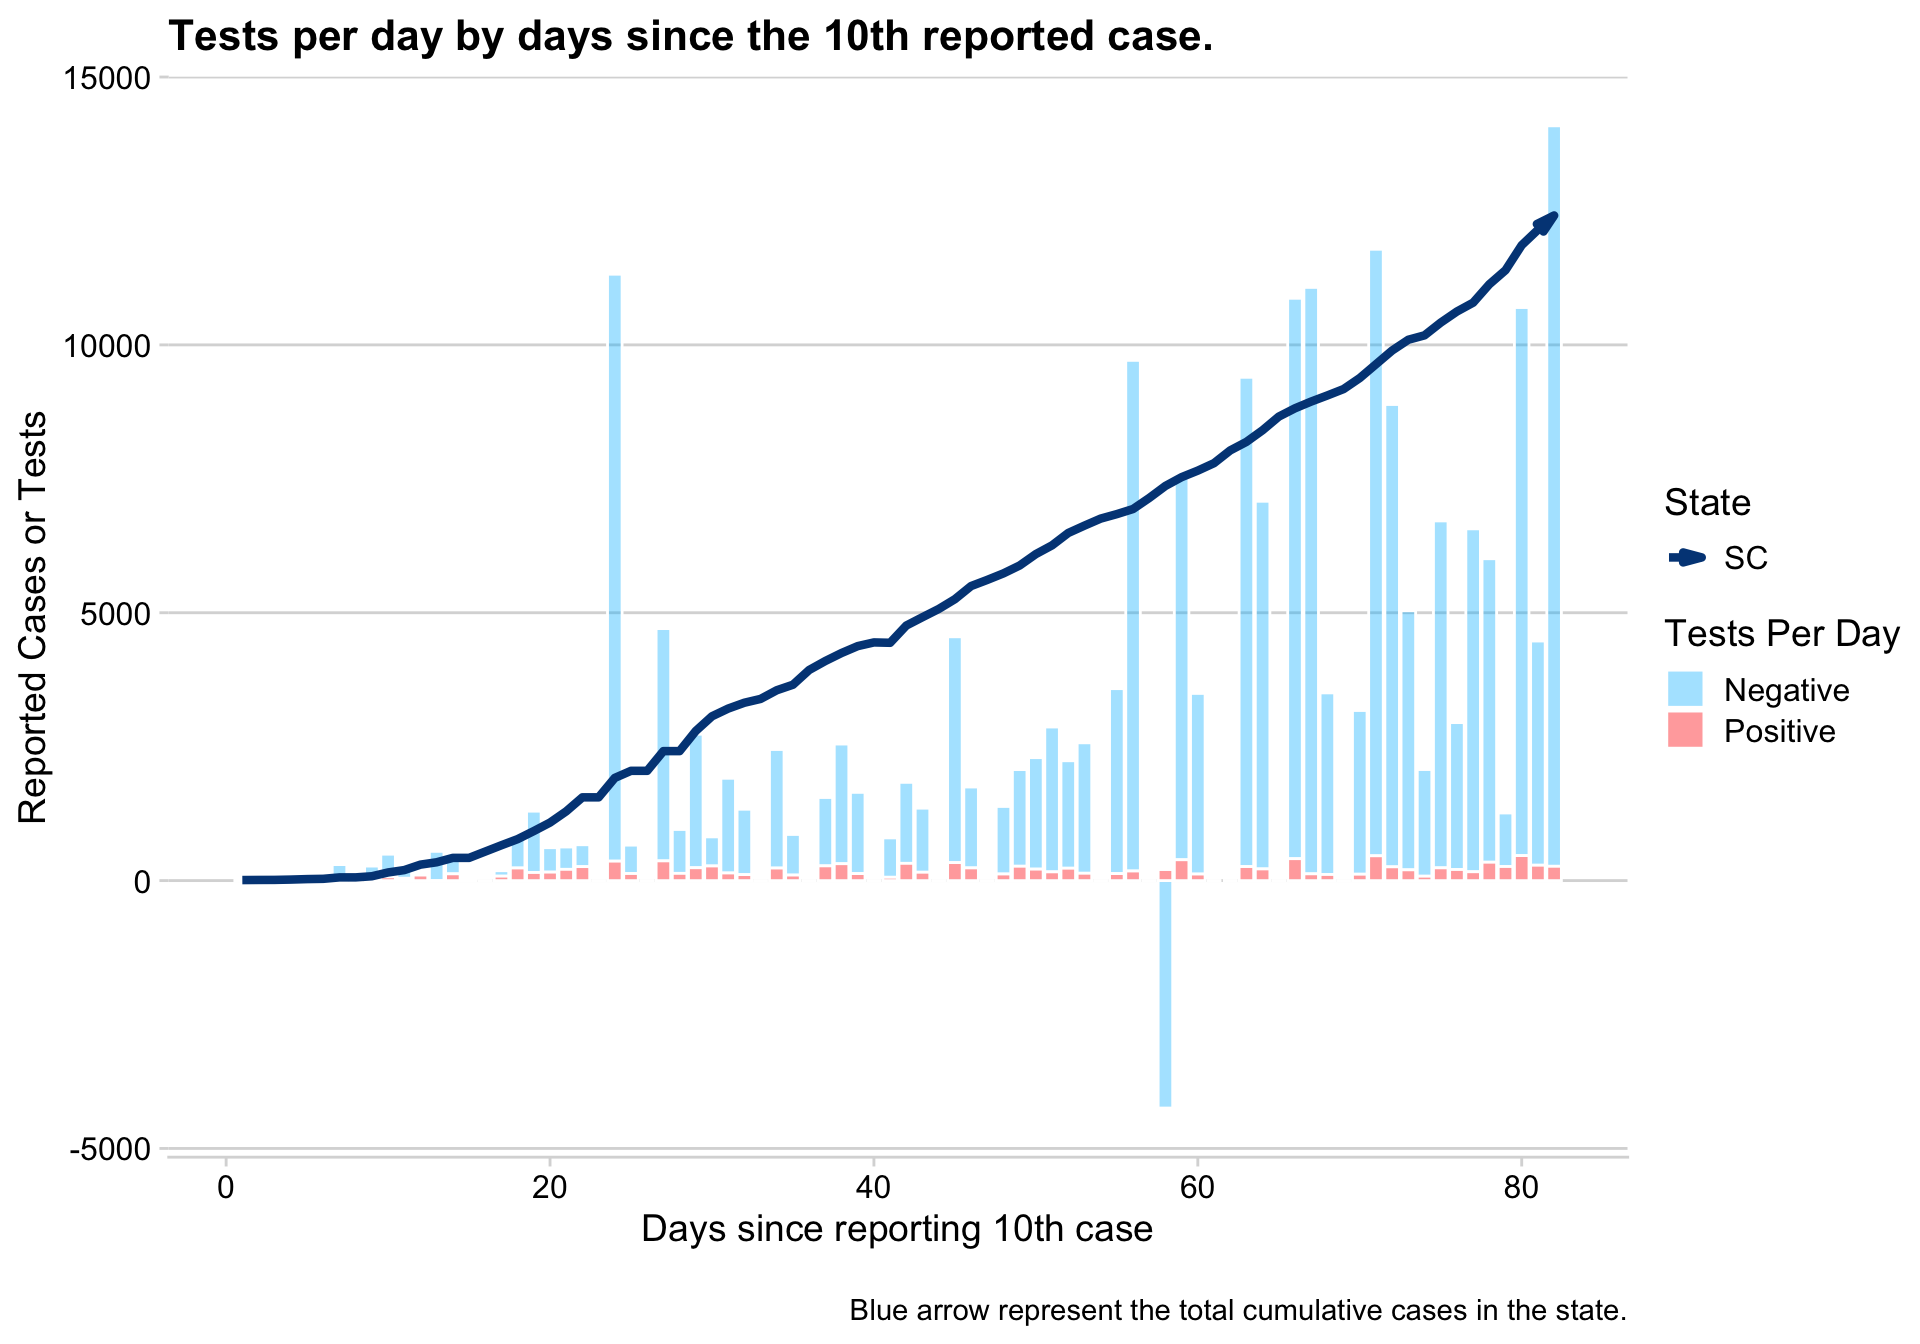 Tests per day by days since the 10th reported case.
15000
10000
5000
0
-5000
Reported Cases or Tests
0 20 40 60 80
Days since reporting 10th case
State
SC
Tests Per Day
Negative
Positive
Blue arrow represent the total cumulative cases in the state.